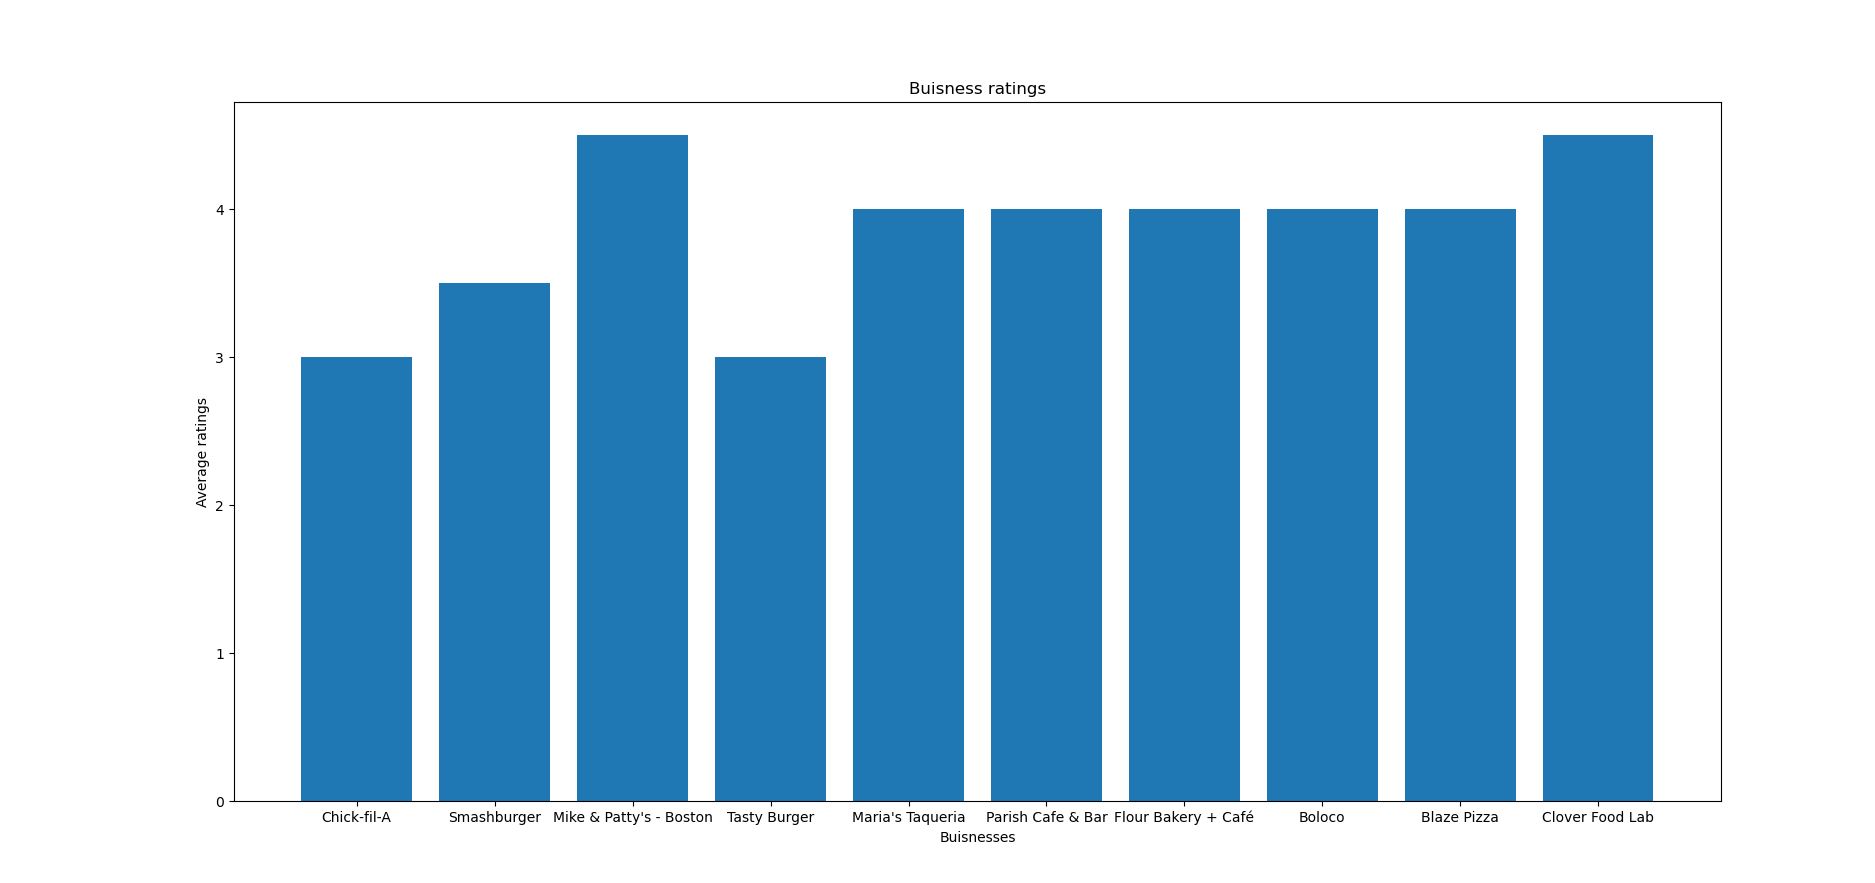 Buisness ratings
Average ratings
4
3
2
1
0
Chick-fil-A Smashburger Mike & Patty's - Boston Tasty Burger Maria's Taqueria Parish Cafe & Bar Flour Bakery + Café Boloco Blaze Pizza Clover Food Lab
Buisnesses